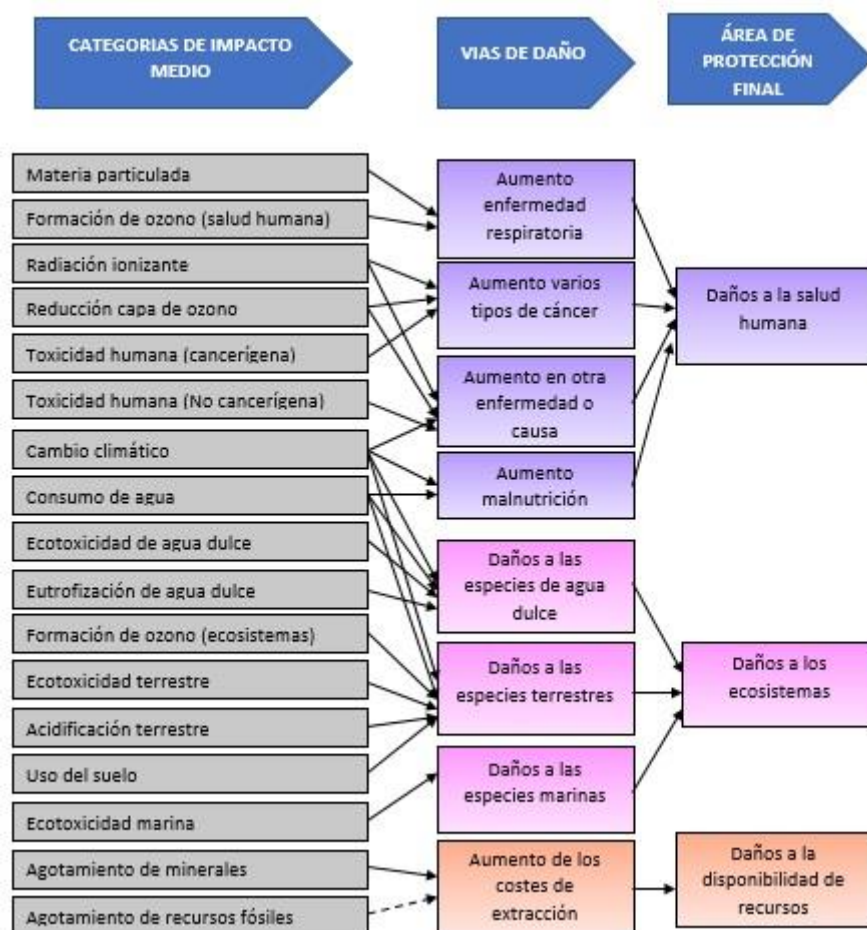 CATEGORIAS DE IMPACTO
MEDIO
VIAS DE DAÑO
ÁREA DE
PROTECCIÓN
FINAL
Materia particulada
Formación de ozono (salud humana)
Radiación ionizante
Reducción capa de ozono
Toxicidad humana (cancerígena)
Toxicidad humana (No cancerígena)
Cambio climático
Consumo de agua
Ecotoxicidad de agua dulce
Eutrofización de agua dulce
Formación de ozono (ecosistemas)
Ecotoxicidad terrestre
Acidificación terrestre
Uso del suelo
Ecotoxicidad marina
Agotamiento de minerales
Agotamiento de recursos fósiles
Aumento
enfermedad
respiratoria
Aumento varios
tipos de cáncer
Aumento en otra
enfermedad o
causa
Aumento
malnutrición
Daños a las
especies de agua
dulce
Daños a las
especies terrestres
Daños a las
especies marinas
Aumento de los
costes de
extracción
Daños a la salud
humana
Daños a los
ecosistemas
Daños a la
disponibilidad de
recursos